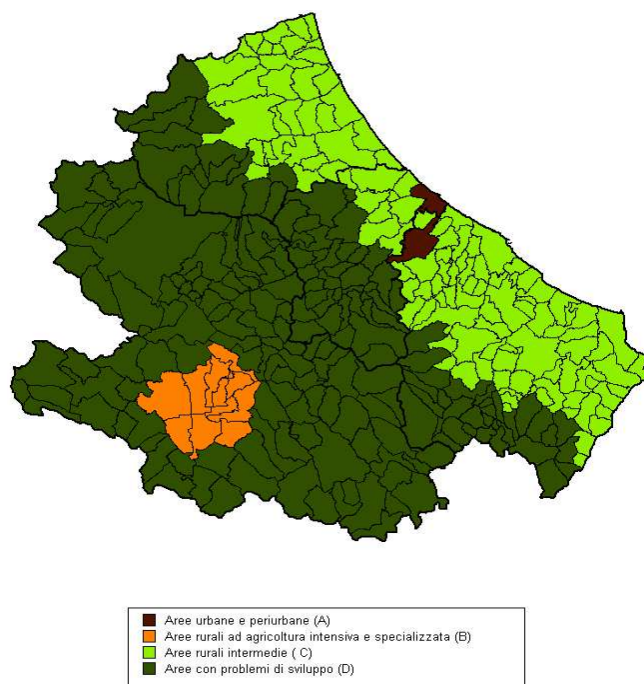 Aree urbane e periurbane (A)
Aree rurali ad agricoltura intensiva e specializzata (B)
Aree rurali intermedie ( C)
Aree con problemi di sviluppo (D)